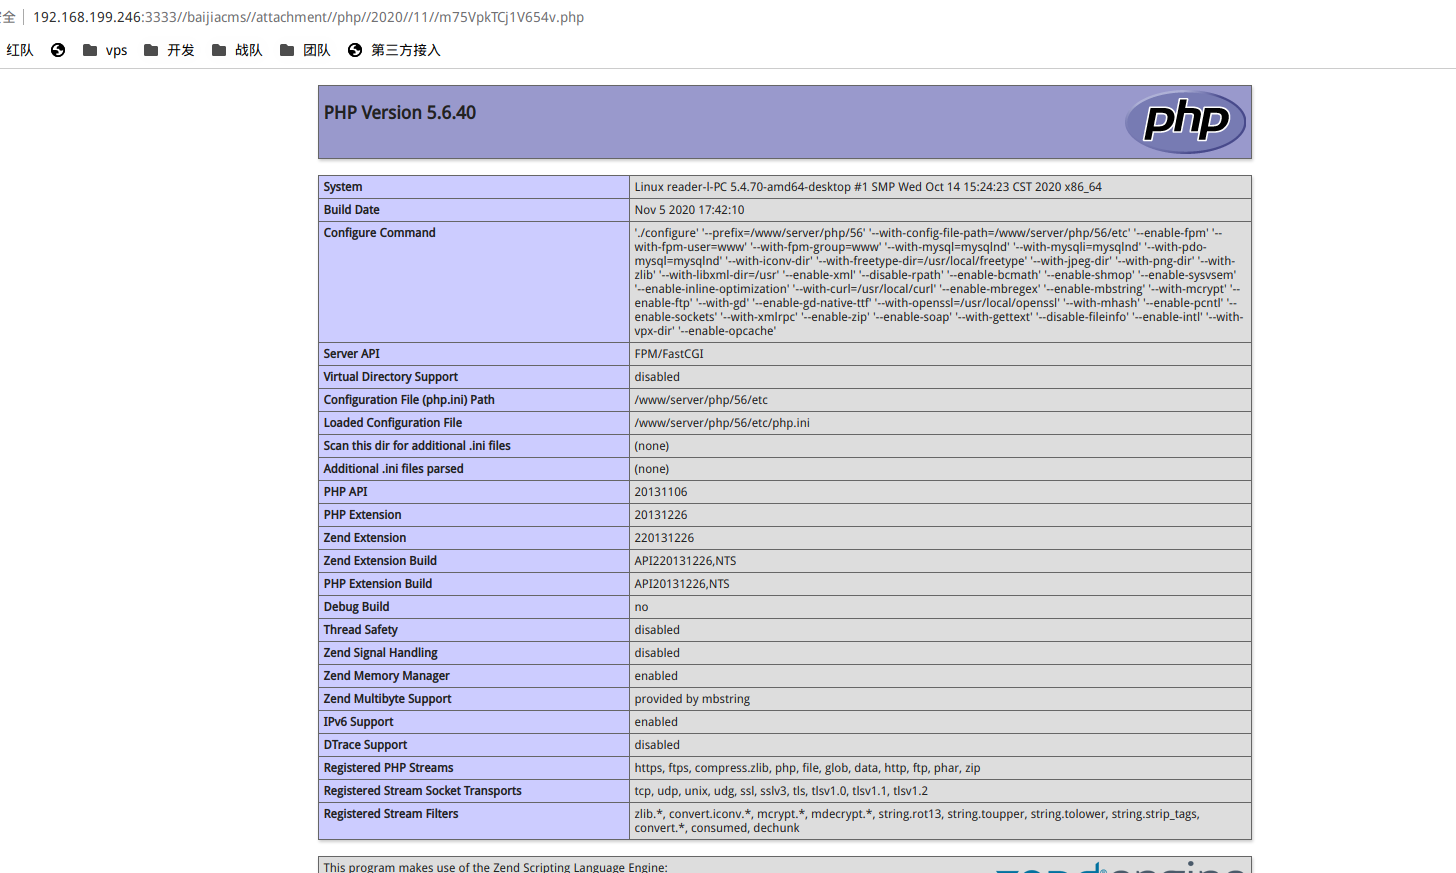 安全 192.168.199.246:3333//baijiacms//attachment//php//2020//11//m75VpkTCj1V654v.php
红队 vps 开发 战队 团队 第三方接入
PHP Version 5.6.40
php
System Linux reader-l-PC 5.4.70-amd64-desktop #1 SMP Wed Oct 14 15:24:23 CST 2020 x86_64
Build Date Nov 5 2020 17:42:10
Configure Command './configure' '--prefix=/www/server/php/56' '--with-config-file-path=/www/server/php/56/etc' '--enable-fpm' '--
with-fpm-user=www' '--with-fpm-group=www' '--with-mysql=mysqlnd' '--with-mysqli=mysqlnd' '--with-pdo-
mysql=mysqlnd' '--with-iconv-dir' '--with-freetype-dir=/usr/local/freetype' '--with-jpeg-dir' '--with-png-dir' '--with-
zlib' '--with-libxml-dir=/usr' '--enable-xml' '--disable-rpath' '--enable-bcmath' '--enable-shmop' '--enable-sysvsem'
'--enable-inline-optimization' '--with-curl=/usr/local/curl' '--enable-mbregex' '--enable-mbstring' '--with-mcrypt' '--
enable-ftp' '--with-gd' '--enable-gd-native-ttf' '--with-openssl=/usr/local/openssl' '--with-mhash' '--enable-pcntl' '--
enable-sockets' '--with-xmlrpc' '--enable-zip' '--enable-soap' '--with-gettext' '--disable-fileinfo' '--enable-intl' '--with-
vpx-dir' '--enable-opcache'
Server API FPM/FastCGI
Virtual Directory Support disabled
Configuration File (php.ini) Path /www/server/php/56/etc
Loaded Configuration File /www/server/php/56/etc/php.ini
Scan this dir for additional .ini files (none)
Additional .ini files parsed (none)
PHP API 20131106
PHP Extension 20131226
Zend Extension 220131226
Zend Extension Build API220131226,NTS
PHP Extension Build API20131226,NTS
Debug Build no
Thread Safety disabled
Zend Signal Handling disabled
Zend Memory Manager enabled
Zend Multibyte Support provided by mbstring
IPv6 Support enabled
DTrace Support disabled
Registered PHP Streams https, ftps, compress.zlib, php, file, glob, data, http, ftp, phar, zip
Registered Stream Socket Transports tcp, udp, unix, udg, ssl, sslv3, tls, tlsv1.0, tlsv1.1, tlsv1.2
Registered Stream Filters zlib.*, convert.iconv.*, mcrypt.*, mdecrypt.*, string.rot13, string.toupper, string.tolower, string.strip_tags,
convert.*, consumed, dechunk
This program makes use of the Zend Scripting Language Engine: